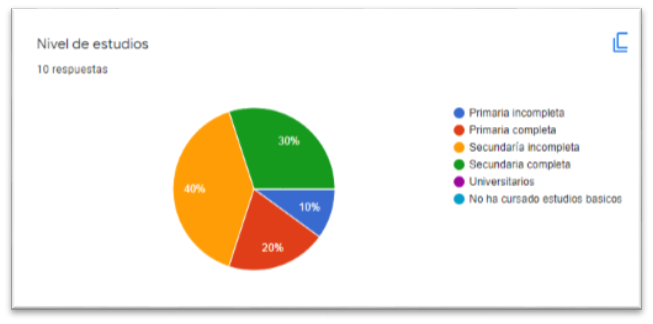 Nivel de estudios
10 respuestas
30%
40%
10%
20%
Primaria incompleta
Primaria completa
Secundaría incompleta
Secundaria completa
Universitarios
No ha cursado estudios basicos